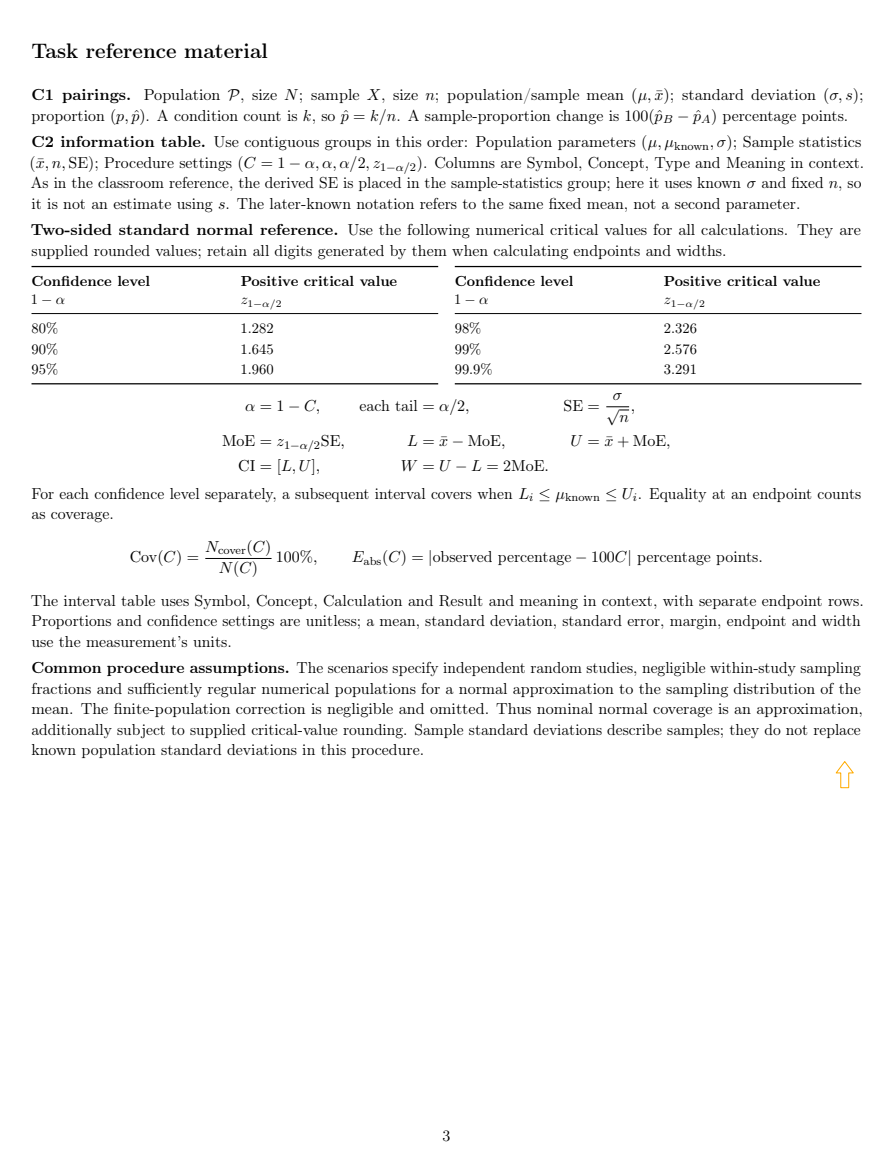 Task reference material
C1 pairings. Population 𝒫, size N; sample X, size n; population/sample mean (μ, x̄); standard deviation (σ, s);
proportion (p, p̂). A condition count is k, so p̂ = k/n. A sample-proportion change is 100(p̂_B − p̂_A) percentage points.
C2 information table. Use contiguous groups in this order: Population parameters (μ, μ_known, σ); Sample statistics
(x̄, n, SE); Procedure settings (C = 1 − α, α, α/2, z_{1−α/2}). Columns are Symbol, Concept, Type and Meaning in context.
As in the classroom reference, the derived SE is placed in the sample-statistics group; here it uses known σ and fixed n, so
it is not an estimate using s. The later-known notation refers to the same fixed mean, not a second parameter.
Two-sided standard normal reference. Use the following numerical critical values for all calculations. They are
supplied rounded values; retain all digits generated by them when calculating endpoints and widths.
Confidence level Positive critical value Confidence level Positive critical value
1 − α z_{1−α/2} 1 − α z_{1−α/2}
80% 1.282 98% 2.326
90% 1.645 99% 2.576
95% 1.960 99.9% 3.291
α = 1 − C, each tail = α/2, SE = σ/√n,
MoE = z_{1−α/2}SE, L = x̄ − MoE, U = x̄ + MoE,
CI = [L, U], W = U − L = 2MoE.
For each confidence level separately, a subsequent interval covers when L_i ≤ μ_known ≤ U_i. Equality at an endpoint counts
as coverage.
Cov(C) = N_cover(C)/N(C) 100%, E_abs(C) = |observed percentage − 100C| percentage points.
The interval table uses Symbol, Concept, Calculation and Result and meaning in context, with separate endpoint rows.
Proportions and confidence settings are unitless; a mean, standard deviation, standard error, margin, endpoint and width
use the measurement's units.
Common procedure assumptions. The scenarios specify independent random studies, negligible within-study sampling
fractions and sufficiently regular numerical populations for a normal approximation to the sampling distribution of the
mean. The finite-population correction is negligible and omitted. Thus nominal normal coverage is an approximation,
additionally subject to supplied critical-value rounding. Sample standard deviations describe samples; they do not replace
known population standard deviations in this procedure.
3